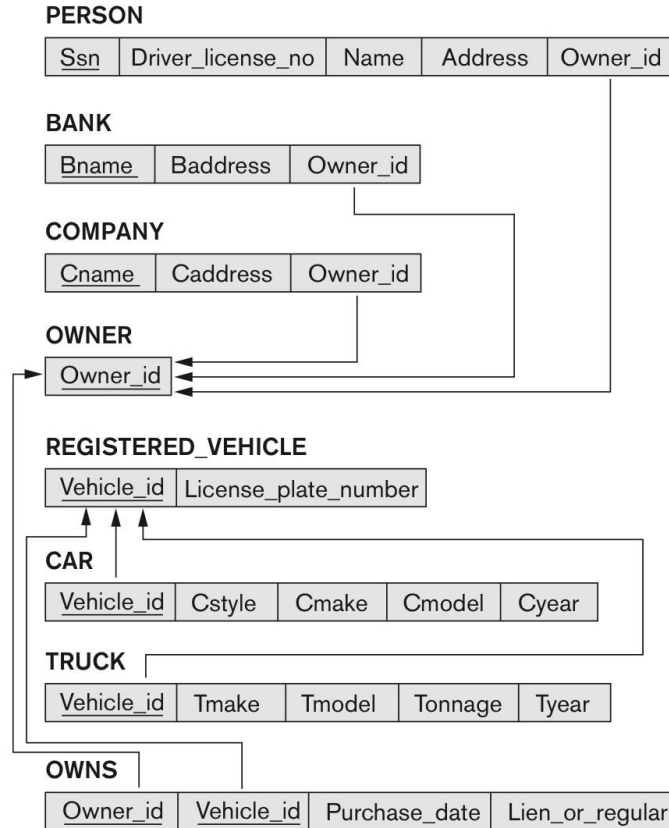 PERSON
Ssn Driver_license_no Name Address Owner_id
BANK
Bname Baddress Owner_id
COMPANY
Cname Caddress Owner_id
OWNER
Owner_id
REGISTERED_VEHICLE
Vehicle_id License_plate_number
CAR
Vehicle_id Cstyle Cmake Cmodel Cyear
TRUCK
Vehicle_id Tmake Tmodel Tonnage Tyear
OWNS
Owner_id Vehicle_id Purchase_date Lien_or_regular